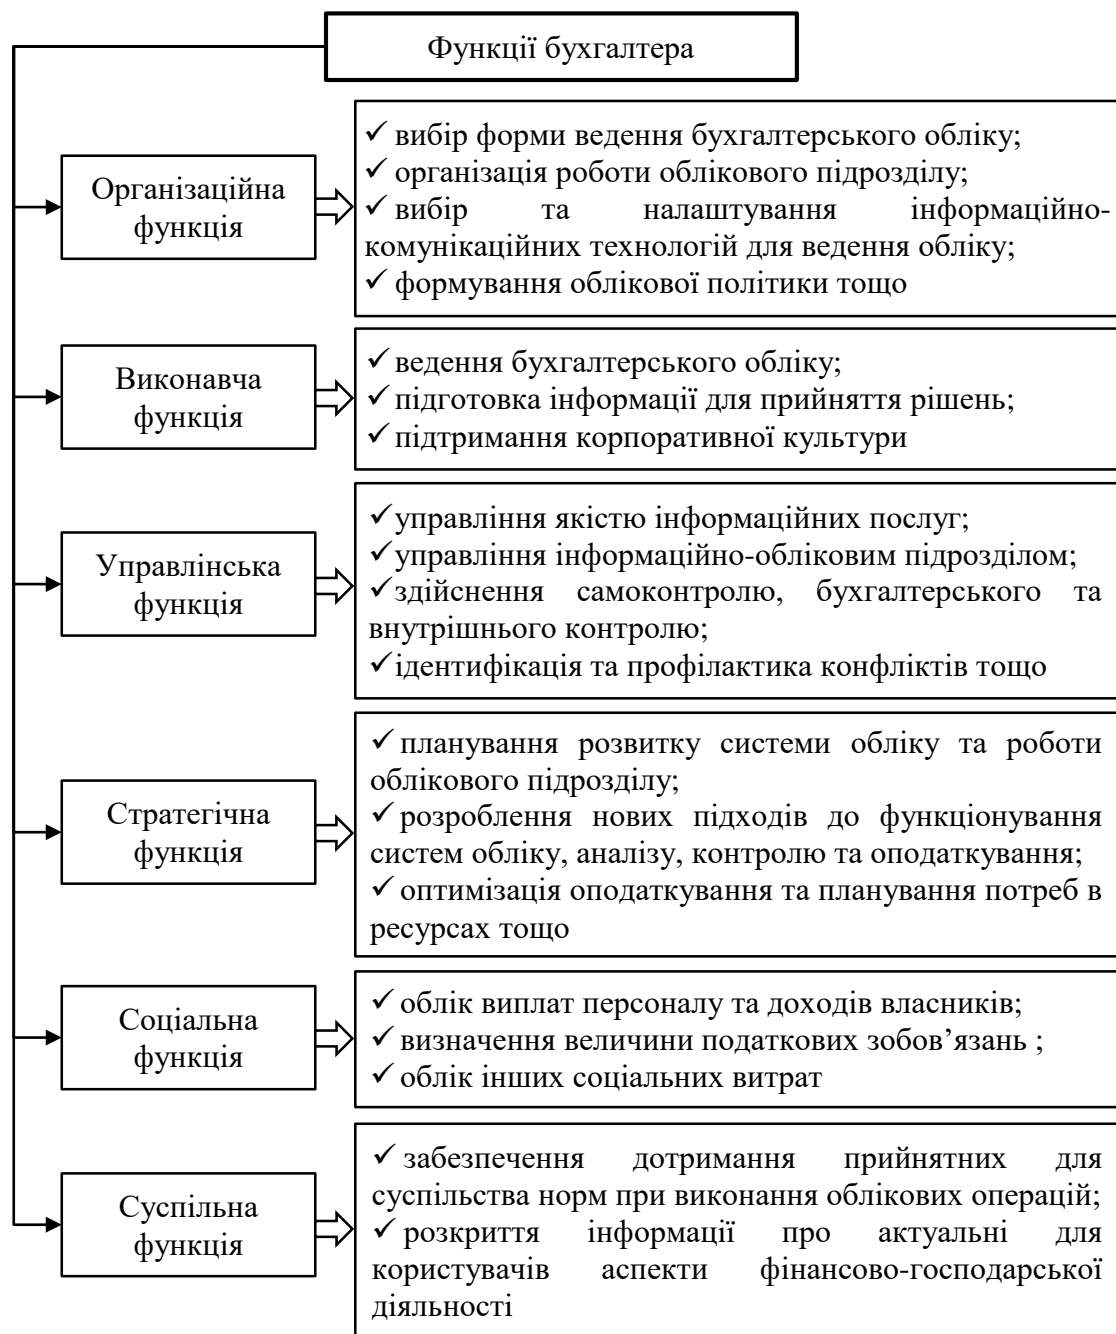 Функції бухгалтера
Організаційна
функція
✓ вибір форми ведення бухгалтерського обліку;
✓ організація роботи облікового підрозділу;
✓ вибір та налаштування інформаційно-
комунікаційних технологій для ведення обліку;
✓ формування облікової політики тощо
Виконавча
функція
✓ ведення бухгалтерського обліку;
✓ підготовка інформації для прийняття рішень;
✓ підтримання корпоративної культури
Управлінська
функція
✓ управління якістю інформаційних послуг;
✓ управління інформаційно-обліковим підрозділом;
✓ здійснення самоконтролю, бухгалтерського та
внутрішнього контролю;
✓ ідентифікація та профілактика конфліктів тощо
Стратегічна
функція
✓ планування розвитку системи обліку та роботи
облікового підрозділу;
✓ розроблення нових підходів до функціонування
систем обліку, аналізу, контролю та оподаткування;
✓ оптимізація оподаткування та планування потреб в
ресурсах тощо
Соціальна
функція
✓ облік виплат персоналу та доходів власників;
✓ визначення величини податкових зобов’язань ;
✓ облік інших соціальних витрат
Суспільна
функція
✓ забезпечення дотримання прийнятних для
суспільства норм при виконання облікових операцій;
✓ розкриття інформації про актуальні для
користувачів аспекти фінансово-господарської
діяльності